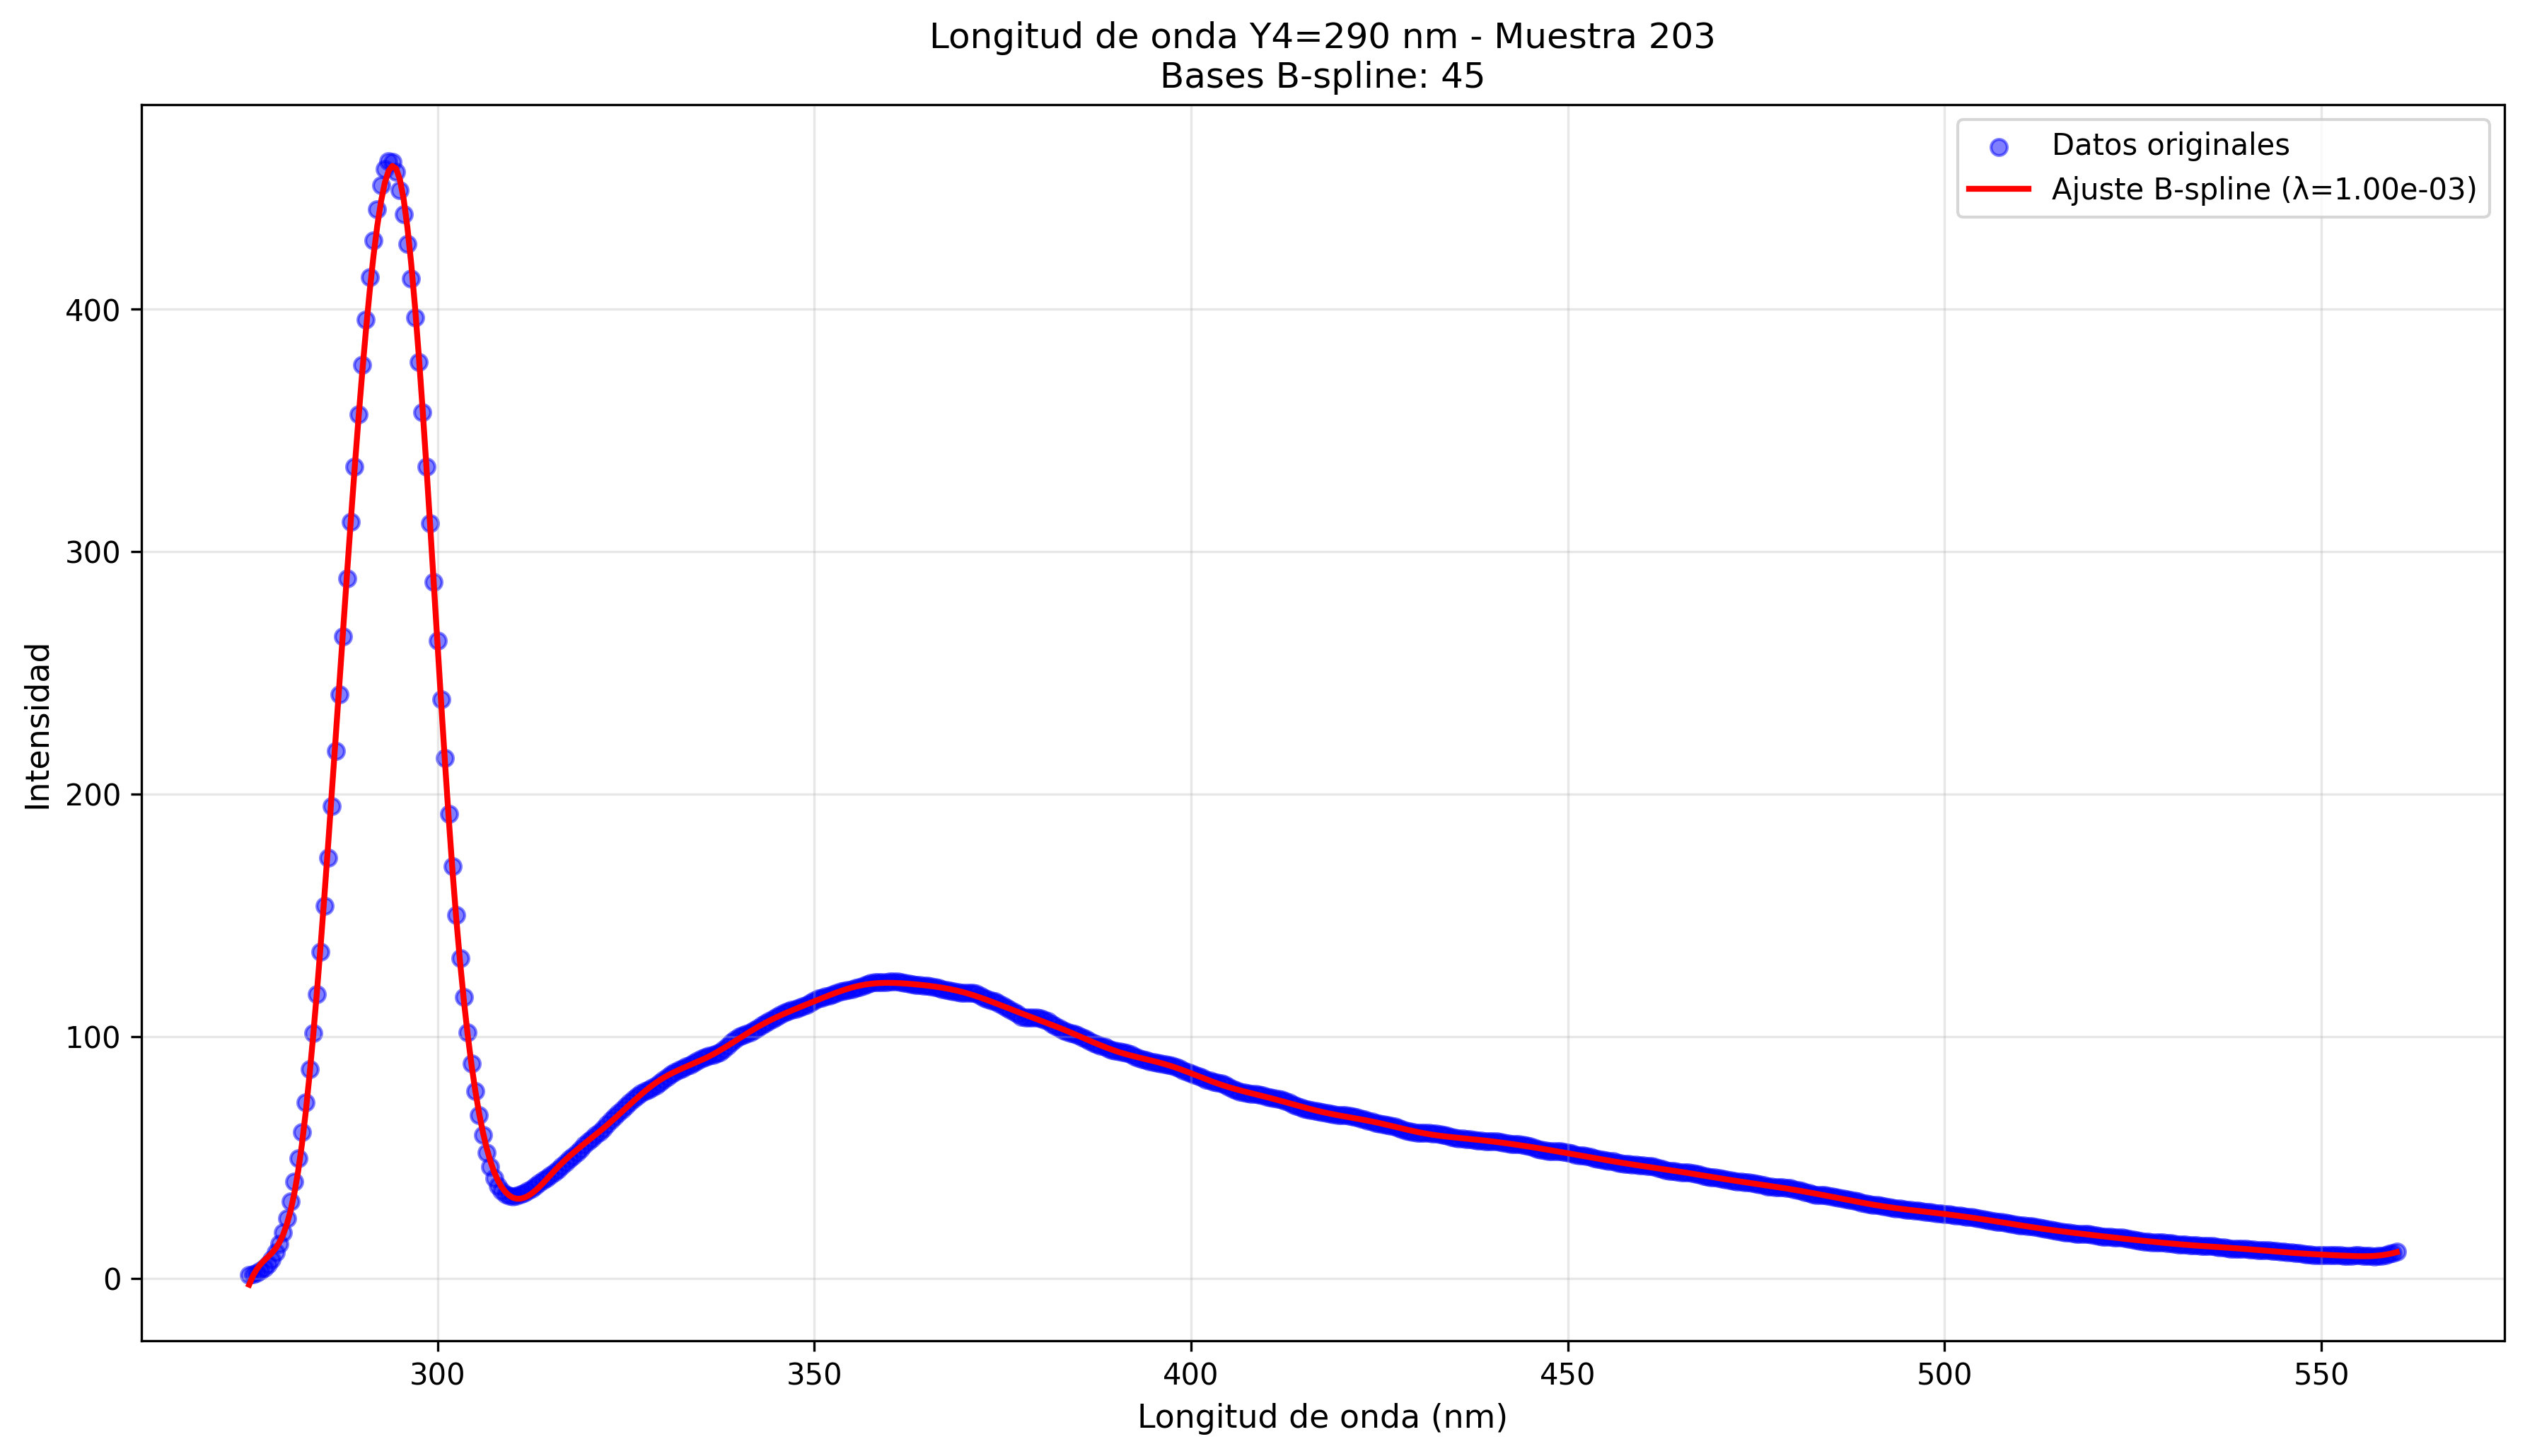 Longitud de onda Y4=290 nm - Muestra 203
Bases B-spline: 45
Datos originales
Ajuste B-spline (λ=1.00e-03)
Intensidad
400
300
200
100
0
300 350 400 450 500 550
Longitud de onda (nm)